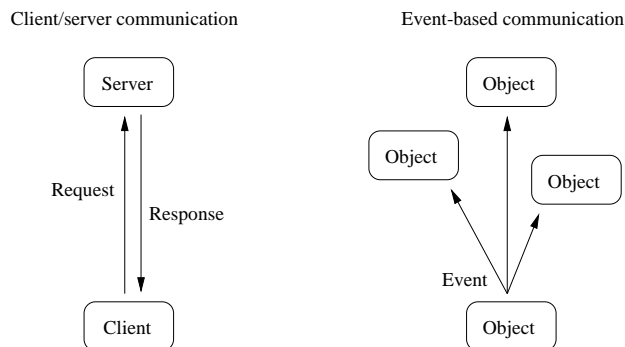 Client/server communication
Server
Request
Response
Client
Event-based communication
Object
Object
Object
Event
Object